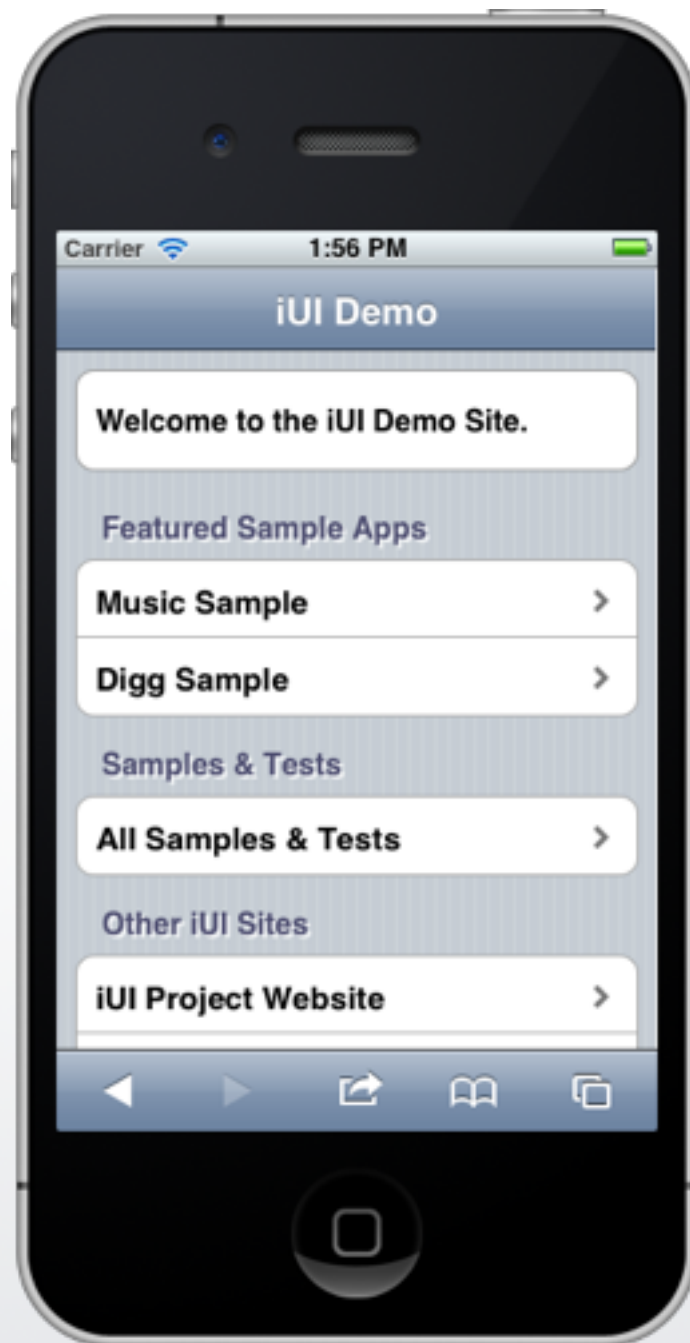 Carrier 1:56 PM
iUI Demo
Welcome to the iUI Demo Site.
Featured Sample Apps
Music Sample
Digg Sample
Samples & Tests
All Samples & Tests
Other iUI Sites
iUI Project Website